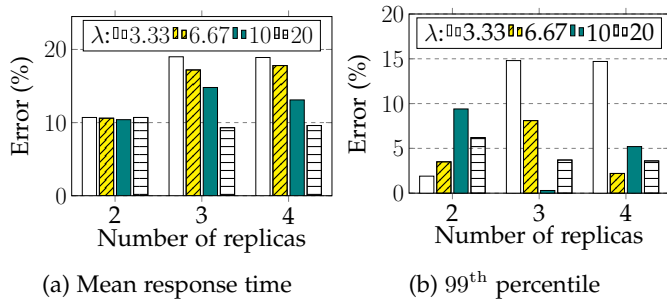 λ: 3.33 6.67 10 20
20
10
0
Error (%)
2 3 4
Number of replicas
(a) Mean response time
λ: 3.33 6.67 10 20
20
15
10
5
0
Error (%)
2 3 4
Number of replicas
(b) 99th percentile